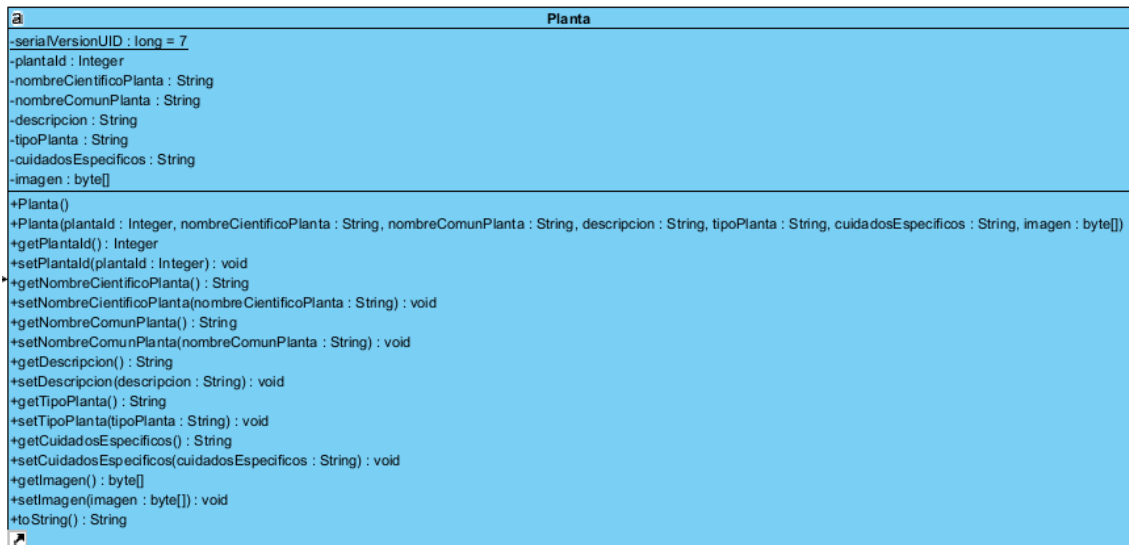 a
Planta
-serialVersionUID : long = 7
-plantaId : Integer
-nombreCientificoPlanta : String
-nombreComunPlanta : String
-descripcion : String
-tipoPlanta : String
-cuidadosEspecificos : String
-imagen : byte[]
+Planta()
+Planta(plantaId : Integer, nombreCientificoPlanta : String, nombreComunPlanta : String, descripcion : String, tipoPlanta : String, cuidadosEspecificos : String, imagen : byte[])
+getPlantaId() : Integer
+setPlantaId(plantaId : Integer) : void
+getNombreCientificoPlanta() : String
+setNombreCientificoPlanta(nombreCientificoPlanta : String) : void
+getNombreComunPlanta() : String
+setNombreComunPlanta(nombreComunPlanta : String) : void
+getDescripcion() : String
+setDescripcion(descripcion : String) : void
+getTipoPlanta() : String
+setTipoPlanta(tipoPlanta : String) : void
+getCuidadosEspecificos() : String
+setCuidadosEspecificos(cuidadosEspecificos : String) : void
+getImagen() : byte[]
+setImagen(imagen : byte[]) : void
+toString() : String